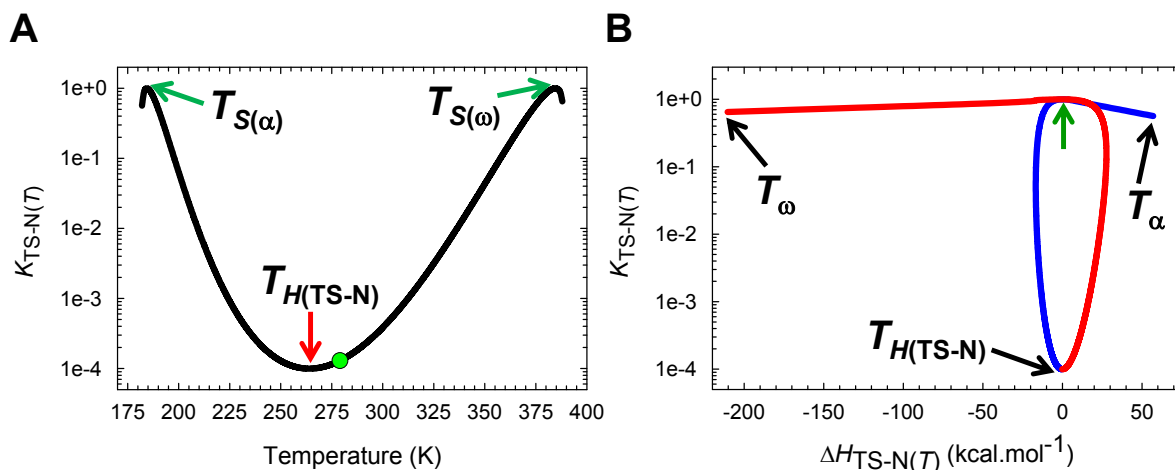 A
B
K_TS-N(T)
1e+0
1e-1
1e-2
1e-3
1e-4
T_S(α)
T_S(ω)
T_H(TS-N)
175 200 225 250 275 300 325 350 375 400
Temperature (K)
K_TS-N(T)
1e+0
1e-1
1e-2
1e-3
1e-4
T_ω
T_α
T_H(TS-N)
-200 -150 -100 -50 0 50
ΔH_TS-N(T) (kcal.mol⁻¹)